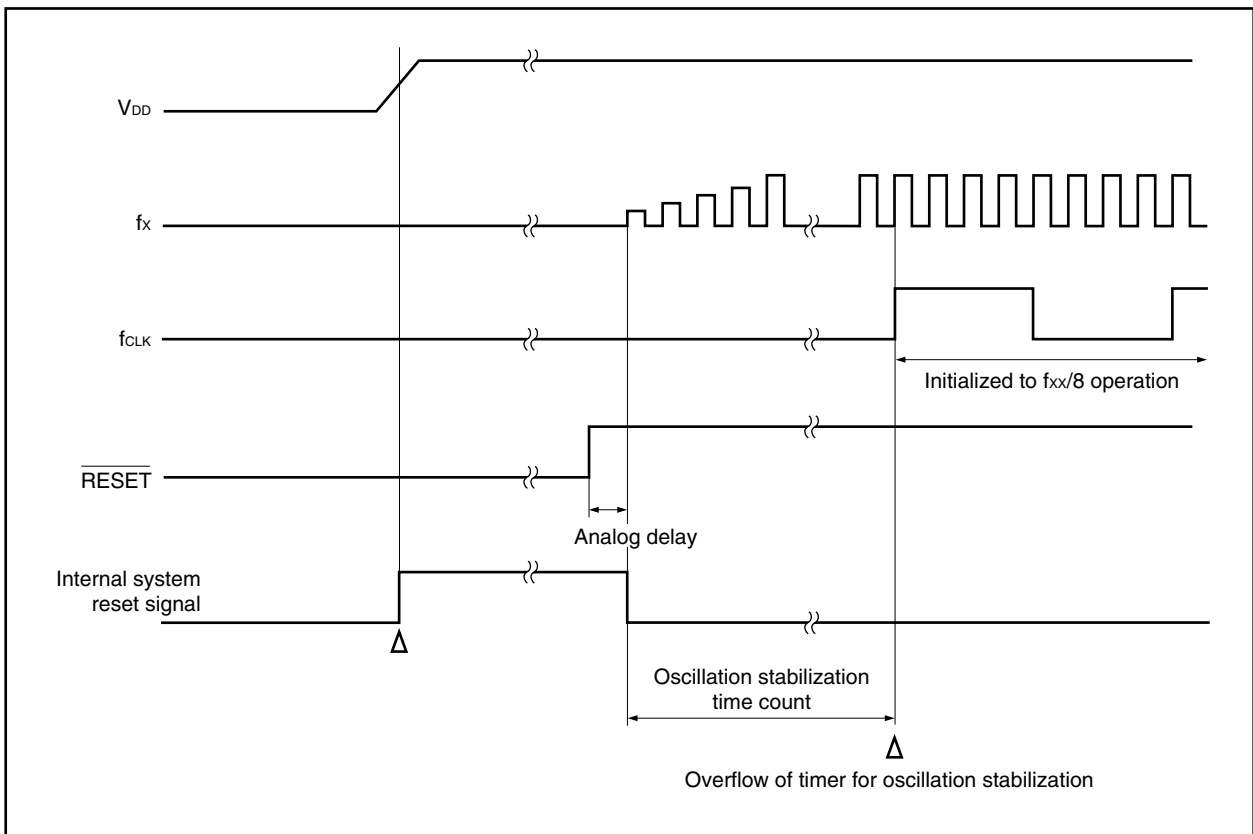 VDD
fX
fCLK
Initialized to fXX/8 operation
RESET
Analog delay
Internal system
reset signal
Oscillation stabilization
time count
Overflow of timer for oscillation stabilization